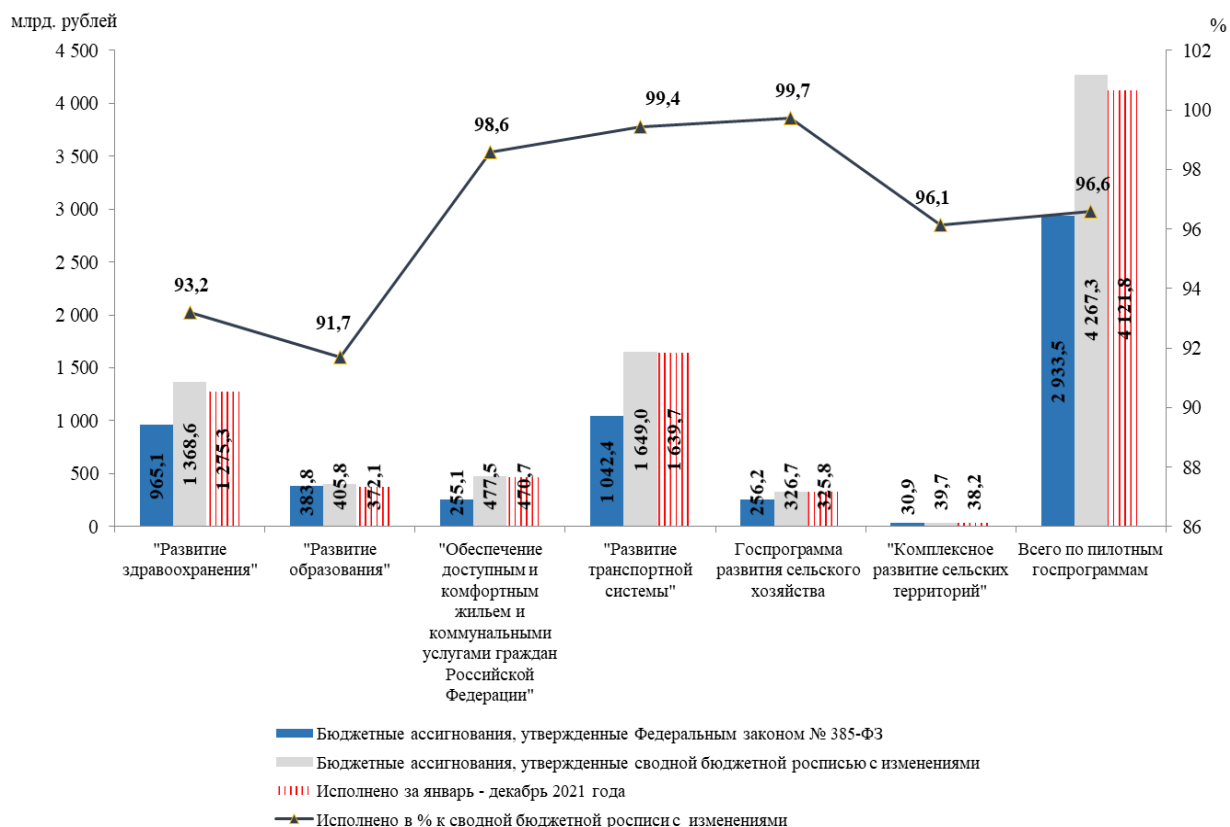 млрд. рублей
%
4 500
4 000
3 500
3 000
2 500
2 000
1 500
1 000
500
0
102
100
98
96
94
92
90
88
86
93,2
91,7
98,6
99,4
99,7
96,1
96,6
965,1
1 368,6
1 275,3
383,8
405,8
372,1
255,1
477,5
470,7
1 042,4
1 649,0
1 639,7
256,2
326,7
325,8
30,9
39,7
38,2
2 933,5
4 267,3
4 121,8
"Развитие
здравоохранения"
"Развитие
образования"
"Обеспечение
доступным и
комфортным
жильем и
коммунальными
услугами граждан
Российской
Федерации"
"Развитие
транспортной
системы"
Госпрограмма
развития сельского
хозяйства
"Комплексное
развитие сельских
территорий"
Всего по пилотным
госпрограммам
Бюджетные ассигнования, утвержденные Федеральным законом № 385-ФЗ
Бюджетные ассигнования, утвержденные сводной бюджетной росписью с изменениями
Исполнено за январь - декабрь 2021 года
Исполнено в % к сводной бюджетной росписи с изменениями